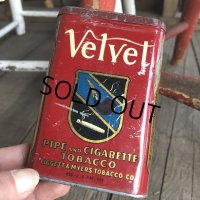 Velvet
SOLD OUT
PIPE AND CIGARETTE
TOBACCO
LIGGETT & MYERS TOBACCO CO.